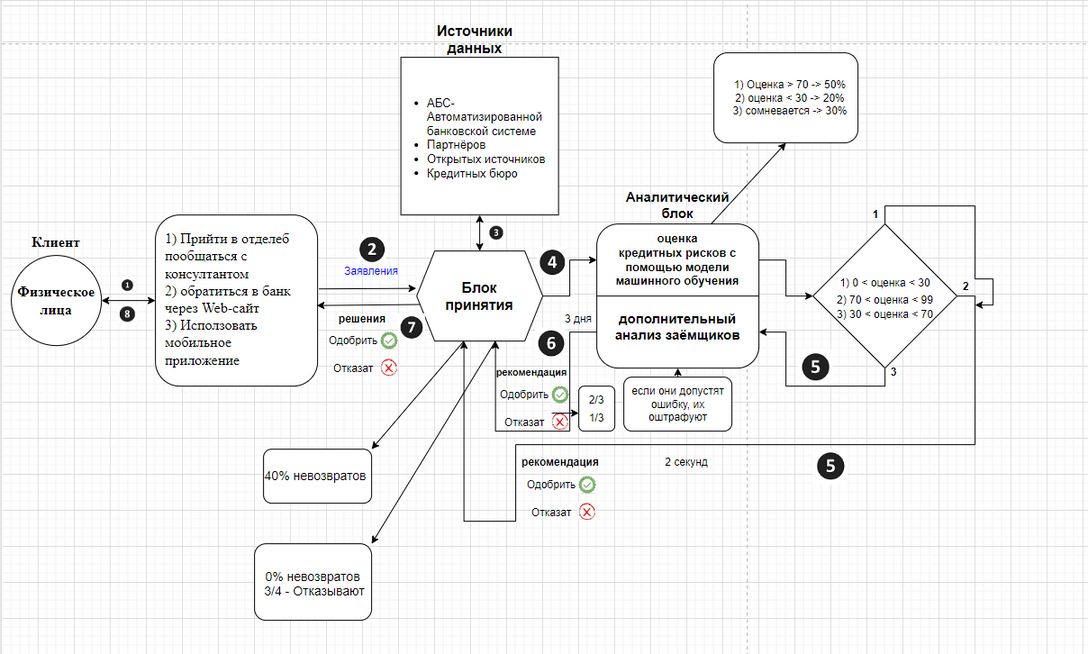 Источники
данных
АБС-
Автоматизированной
банковской системе
Партнёров
Открытых источников
Кредитных бюро
1) Оценка > 70 -> 50%
2) оценка < 30 -> 20%
3) сомневается -> 30%
Клиент
Физическое
лица
1
8
1) Прийти в отделеб
пообщаться с
консультантом
2) обратиться в банк
через Web-сайт
3) Исползовать
мобильное
приложение
2
Заявления
решения
7
Одобрить
Отказат
3
Блок
принятия
4
Аналитический
блок
оценка
кредитных рисков с
помощью модели
машинного обучения
дополнительный
анализ заёмщиков
3 дня
6
рекомендация
Одобрить
Отказат
2/3
1/3
если они допустят
ошибку, их
оштрафуют
1
2
1) 0 < оценка < 30
2) 70 < оценка < 99
3) 30 < оценка < 70
3
5
5
2 секунд
рекомендация
Одобрить
Отказат
40% невозвратов
0% невозвратов
3/4 - Отказывают